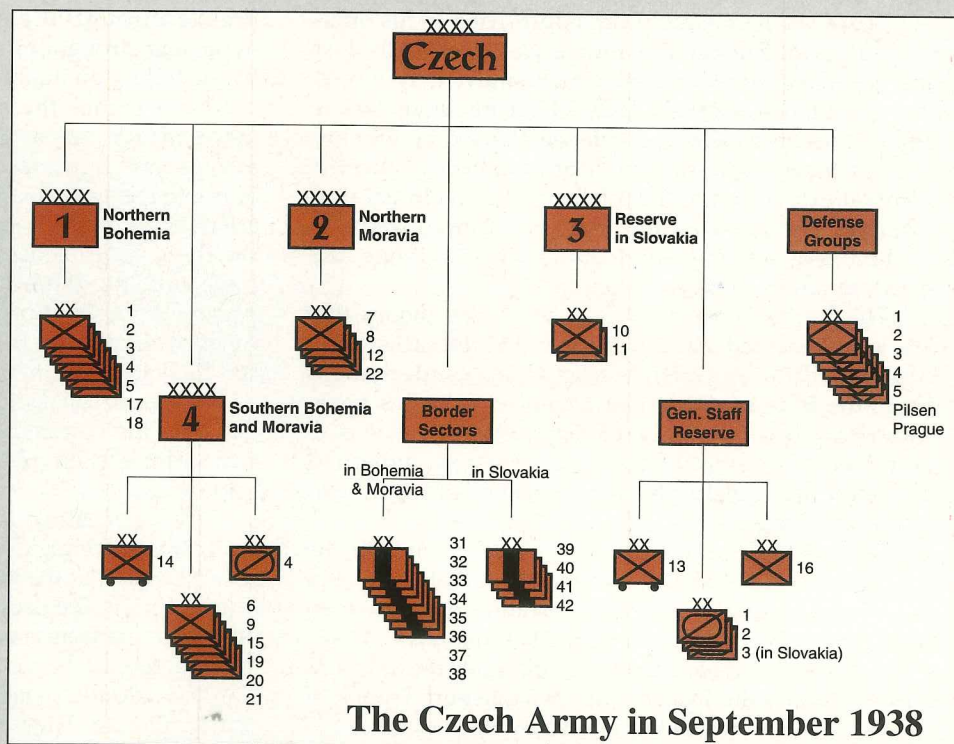 XXXX
Czech
XXXX
1
Northern
Bohemia
XX
1
2
3
4
5
17
18
XXXX
4
Southern Bohemia
and Moravia
XX
14
XX
4
XX
6
9
15
19
20
21
XXXX
2
Northern
Moravia
XX
7
8
12
22
Border
Sectors
in Bohemia
& Moravia
in Slovakia
XX
31
32
33
34
35
36
37
38
XX
39
40
41
42
XXXX
3
Reserve
in Slovakia
XX
10
11
Gen. Staff
Reserve
XX
13
XX
16
XX
1
2
3 (in Slovakia)
Defense
Groups
XX
1
2
3
4
5
Pilsen
Prague
The Czech Army in September 1938